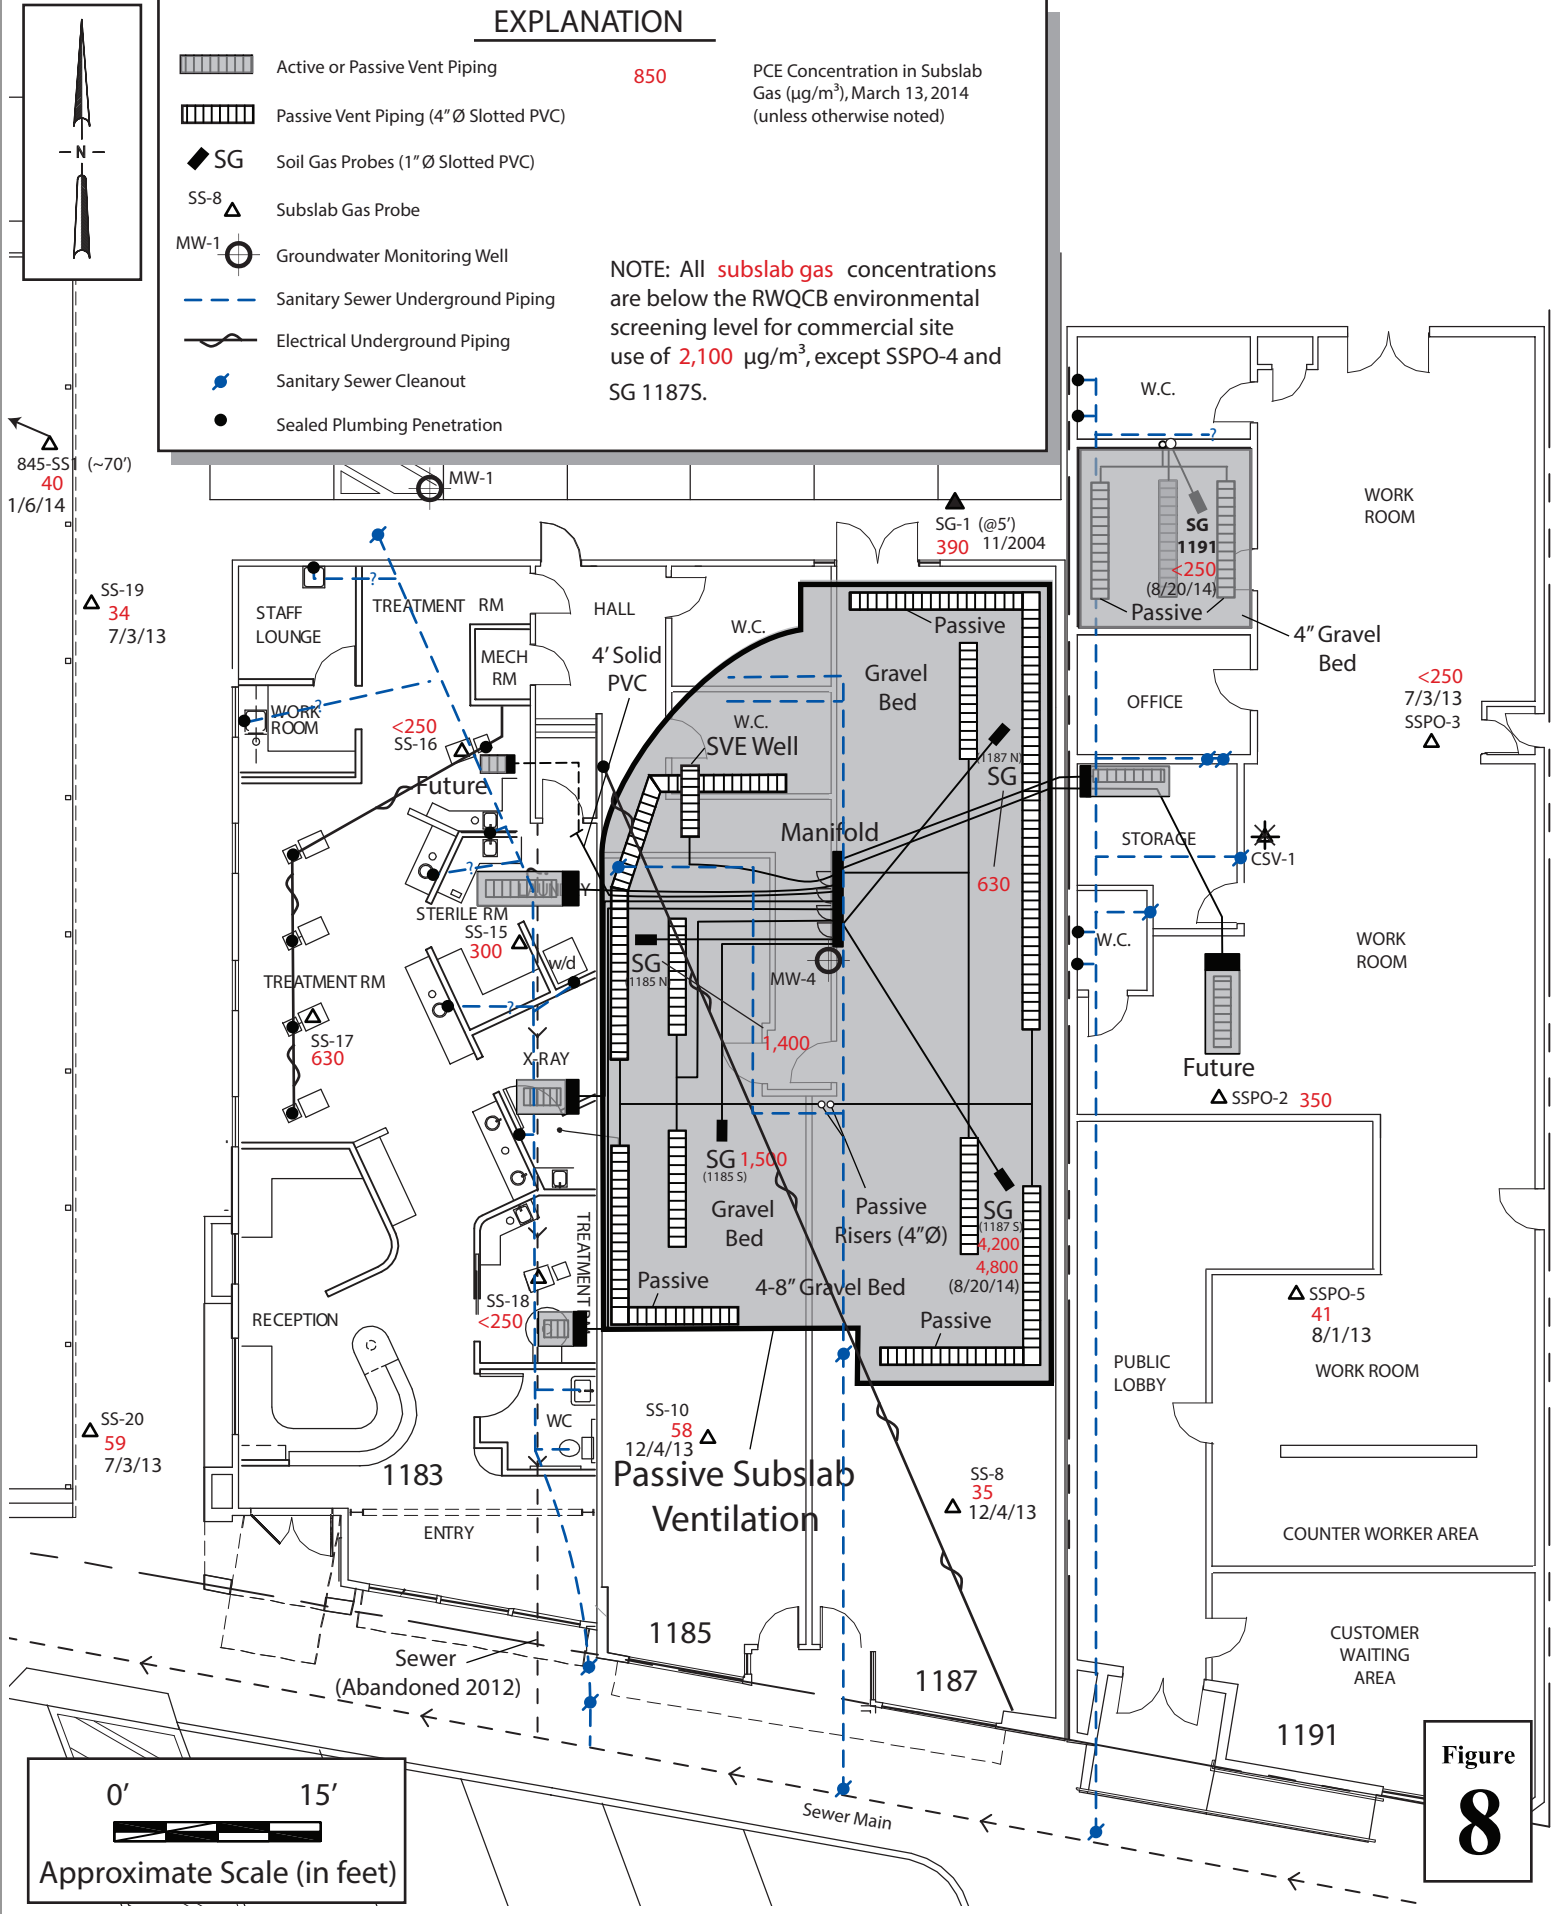 EXPLANATION
Active or Passive Vent Piping
850
PCE Concentration in Subslab
Gas (µg/m³), March 13, 2014
(unless otherwise noted)
Passive Vent Piping (4” Ø Slotted PVC)
SG
Soil Gas Probes (1” Ø Slotted PVC)
SS-8
Subslab Gas Probe
MW-1
Groundwater Monitoring Well
Sanitary Sewer Underground Piping
Electrical Underground Piping
Sanitary Sewer Cleanout
Sealed Plumbing Penetration
NOTE: All subslab gas concentrations
are below the RWQCB environmental
screening level for commercial site
use of 2,100 µg/m³, except SSPO-4 and
SG 1187S.
N
845-SS1 (~70’)
40
1/6/14
MW-1
SG-1 (@5’)
390 11/2004
W.C.
?
WORK
ROOM
SG
1191
<250
(8/20/14)
Passive
4” Gravel
Bed
SS-19
34
7/3/13
STAFF
LOUNGE
?
TREATMENT RM
HALL
W.C.
Passive
MECH
RM
4’ Solid
PVC
Gravel
Bed
OFFICE
<250
7/3/13
SSPO-3
?
WORK
ROOM
<250
SS-16
W.C.
SVE Well
(1187 N)
SG
Future
Manifold
STORAGE
CSV-1
?
630
LAUNDRY
STERILE RM
SS-15
300
w/d
SG
(1185 N)
MW-4
W.C.
WORK
ROOM
TREATMENT RM
?
SS-17
630
X-RAY
1,400
Future
SSPO-2 350
SG 1,500
(1185 S)
Gravel
Bed
Passive
Risers (4”Ø)
SG
(1187 S)
4,200
4,800
(8/20/14)
TREATMENT
Passive
4-8” Gravel Bed
SS-18
<250
Passive
RECEPTION
SSPO-5
41
8/1/13
PUBLIC
LOBBY
WORK ROOM
SS-20
59
7/3/13
WC
SS-10
58
12/4/13
1183
Passive Subslab
Ventilation
SS-8
35
12/4/13
ENTRY
COUNTER WORKER AREA
1185
CUSTOMER
WAITING
AREA
Sewer
(Abandoned 2012)
1187
1191
Sewer Main
0’ 15’
Approximate Scale (in feet)
Figure
8